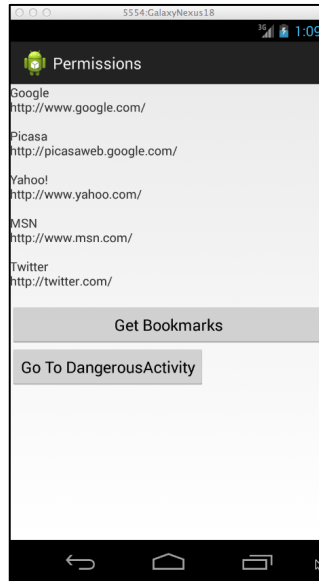 5554:GalaxyNexus18
3G 1:09
Permissions
Google
http://www.google.com/
Picasa
http://picasaweb.google.com/
Yahoo!
http://www.yahoo.com/
MSN
http://www.msn.com/
Twitter
http://twitter.com/
Get Bookmarks
Go To DangerousActivity